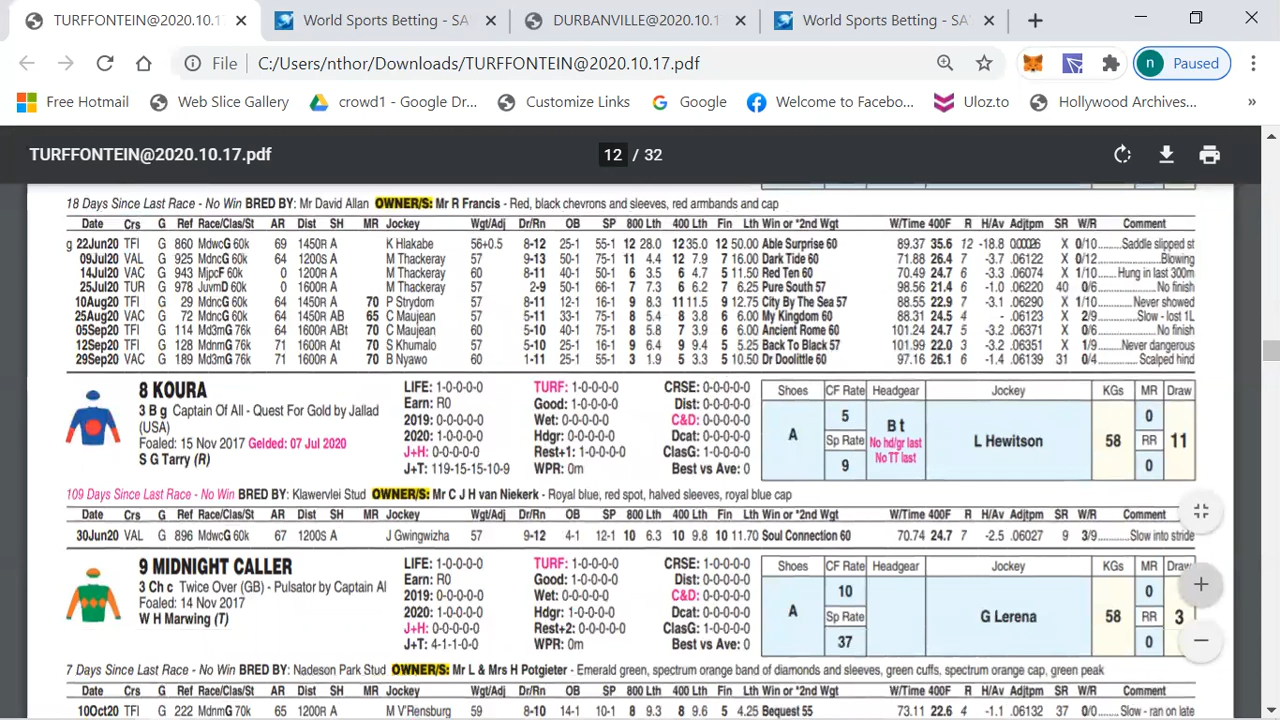 TURFFONTEIN@2020.10.17
World Sports Betting - SA
DURBANVILLE@2020.10.1
World Sports Betting - SA
File C:/Users/nthor/Downloads/TURFFONTEIN@2020.10.17.pdf n Paused
Free Hotmail Web Slice Gallery crowd1 - Google Dr... Customize Links Google Welcome to Faceb... Uloz.to Hollywood Archives... »
TURFFONTEIN@2020.10.17.pdf 12 / 32
18 Days Since Last Race - No Win BRED BY: Mr David Allan OWNER/S: Mr R Francis - Red, black chevrons and sleeves, red armbands and cap
Date Crs G Ref Race/Clas/St AR Dist SH MR Jockey Wgt/Adj Dr/Rn OB SP 800 Lth 400 Lth Fin Lth Win or *2nd Wgt W/Time 400F R H/Av Adjtpm SR W/R Comment
g 22Jun20 TFI G 860 MdwcG 60k 69 1450R A K Hlakabe 56+0.5 8-12 25-1 55-1 12 28.0 12 35.0 12 50.00 Able Surprise 60 89.37 35.6 12 -18.8 X 0/10 Saddle slipped st
09Jul20 VAL G 925 MdncG 60k 64 1200S A M Thackeray 57 9-13 50-1 75-1 11 4.4 12 7.9 7 16.00 Dark Tide 60 71.88 26.4 7 -3.7 .06122 X 0/12 Blowing
14Jul20 VAC G 943 MjpcF 60k 0 1200R A M Thackeray 60 8-11 40-1 50-1 6 3.5 4 4.7 5 11.50 Red Ten 60 70.49 24.7 6 -3.3 .06074 X 1/10 Hung in last 300m
25Jul20 TUR G 978 JuvmD 60k 0 1600S A M Thackeray 57 2-9 50-1 66-1 7 7.3 6 6.2 7 6.25 Pure South 57 98.56 21.4 6 -1.0 .06220 40 0/6 No finish
10Aug20 TFI G 29 MdncG 60k 64 1450R A 70 P Strydom 57 8-11 12-1 16-1 9 8.3 11 11.5 9 12.75 City By The Sea 57 88.55 22.9 7 -3.1 .06290 X 1/10 Never showed
25Aug20 VAC G 72 MdncG 60k 64 1450R AB 65 C Maujean 57 5-11 33-1 75-1 8 5.4 8 3.8 6 6.00 My Kingdom 60 88.31 24.5 4 - .06123 X 2/9 Slow - lost 1L
05Sep20 TFI G 114 Md3mG 76k 64 1600R ABt 70 C Maujean 60 5-10 40-1 75-1 8 5.8 7 3.9 6 6.00 Ancient Rome 60 101.24 24.7 5 -3.2 .06371 X 0/6 No finish
12Sep20 TFI G 128 MdnmG 76k 71 1600R At 70 S Khumalo 57 5-10 25-1 16-1 9 6.4 9 9.4 5 5.25 Back To Black 57 101.99 22.0 3 -3.2 .06351 X 1/9 Never dangerous
29Sep20 VAC G 189 Md3mG 76k 71 1600R A 70 B Nyawo 60 1-11 25-1 55-1 3 1.9 5 3.3 5 10.50 Dr Doolittle 60 97.16 26.1 6 -1.4 .06139 31 0/4 Scalped hind
8 KOURA
3 B g Captain Of All - Quest For Gold by Jallad
(USA)
Foaled: 15 Nov 2017 Gelded: 07 Jul 2020
S G Tarry (R)
LIFE: 1-0-0-0-0 TURF: 1-0-0-0-0 CRSE: 0-0-0-0-0
Earn: R0 Good: 1-0-0-0-0 Dist: 0-0-0-0-0
2019: 0-0-0-0-0 Wet: 0-0-0-0-0 C&D: 0-0-0-0-0
2020: 1-0-0-0-0 Hdgr: 0-0-0-0-0 Dcat: 0-0-0-0-0
J+H: 0-0-0-0-0 Rest+1: 1-0-0-0-0 ClasG: 1-0-0-0-0
J+T: 119-15-15-10-9 WPR: 0m Best vs Ave: 0
Shoes CF Rate Headgear Jockey KGs MR Draw
A 5 Sp Rate 9 B t No hd/gr last No TT last L Hewitson 58 0 RR 0 11
109 Days Since Last Race - No Win BRED BY: Klawervlei Stud OWNER/S: Mr C J H van Niekerk - Royal blue, red spot, halved sleeves, royal blue cap
Date Crs G Ref Race/Clas/St AR Dist SH MR Jockey Wgt/Adj Dr/Rn OB SP 800 Lth 400 Lth Fin Lth Win or *2nd Wgt W/Time 400F R H/Av Adjtpm SR W/R Comment
30Jun20 VAL G 896 MdwcG 60k 67 1200S A J Gwingwizha 57 9-12 4-1 12-1 10 6.3 10 9.8 10 11.70 Soul Connection 60 70.74 24.7 7 -2.5 .06027 9 3/9 Slow into stride
9 MIDNIGHT CALLER
3 Ch c Twice Over (GB) - Pulsator by Captain Al
Foaled: 14 Nov 2017
W H Marwing (T)
LIFE: 1-0-0-0-0 TURF: 1-0-0-0-0 CRSE: 1-0-0-0-0
Earn: R0 Good: 1-0-0-0-0 Dist: 0-0-0-0-0
2019: 0-0-0-0-0 Wet: 0-0-0-0-0 C&D: 0-0-0-0-0
2020: 1-0-0-0-0 Hdgr: 1-0-0-0-0 Dcat: 0-0-0-0-0
J+H: 0-0-0-0-0 Rest+2: 0-0-0-0-0 ClasG: 1-0-0-0-0
J+T: 4-1-1-0-0 WPR: 0m Best vs Ave: 0
Shoes CF Rate Headgear Jockey KGs MR Draw
A 10 Sp Rate 37 G Lerena 58 0 RR 0 3
7 Days Since Last Race - No Win BRED BY: Nadeson Park Stud OWNER/S: Mr L & Mrs H Potgieter - Emerald green, spectrum orange band of diamonds and sleeves, green cuffs, spectrum orange cap, green peak
Date Crs G Ref Race/Clas/St AR Dist SH MR Jockey Wgt/Adj Dr/Rn OB SP 800 Lth 400 Lth Fin Lth Win or *2nd Wgt W/Time 400F R H/Av Adjtpm SR W/R Comment
10Oct20 TFI G 222 MdnmG 70k 65 1200R A M V'Rensburg 59 8-10 14-1 10-1 8 9.3 8 9.6 5 4.25 Bequest 55 73.11 22.6 4 -1.1 .06132 37 0/0 Slow - ran on late